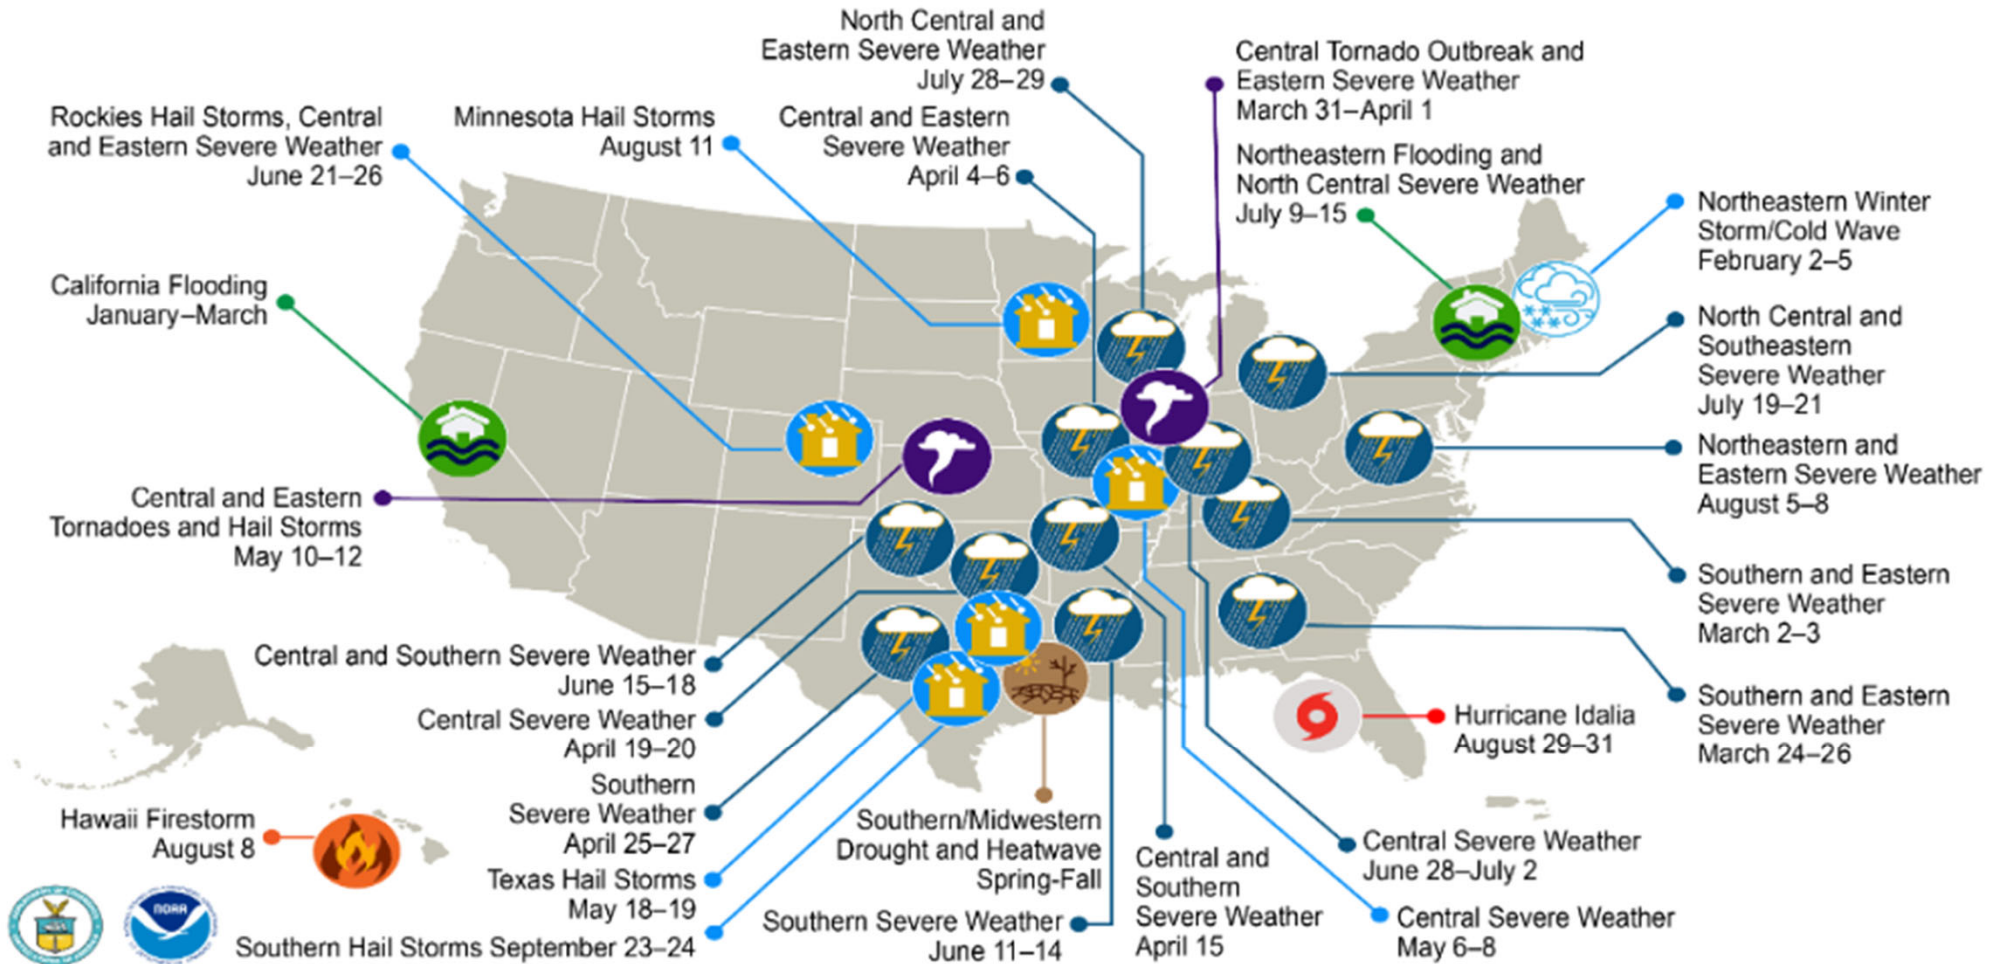 North Central and
Eastern Severe Weather
July 28–29
Central Tornado Outbreak and
Eastern Severe Weather
March 31–April 1
Rockies Hail Storms, Central
and Eastern Severe Weather
June 21–26
Minnesota Hail Storms
August 11
Central and Eastern
Severe Weather
April 4–6
Northeastern Flooding and
North Central Severe Weather
July 9–15
Northeastern Winter
Storm/Cold Wave
February 2–5
California Flooding
January–March
North Central and
Southeastern
Severe Weather
July 19–21
Northeastern and
Eastern Severe Weather
August 5–8
Central and Eastern
Tornadoes and Hail Storms
May 10–12
Southern and Eastern
Severe Weather
March 2–3
Central and Southern Severe Weather
June 15–18
Southern and Eastern
Severe Weather
March 24–26
Central Severe Weather
April 19–20
Hurricane Idalia
August 29–31
Southern
Severe Weather
April 25–27
Hawaii Firestorm
August 8
Southern/Midwestern
Drought and Heatwave
Spring-Fall
Central and
Southern
Severe Weather
April 15
Central Severe Weather
June 28–July 2
Texas Hail Storms
May 18–19
Southern Severe Weather
June 11–14
Central Severe Weather
May 6–8
Southern Hail Storms September 23–24
NOAA